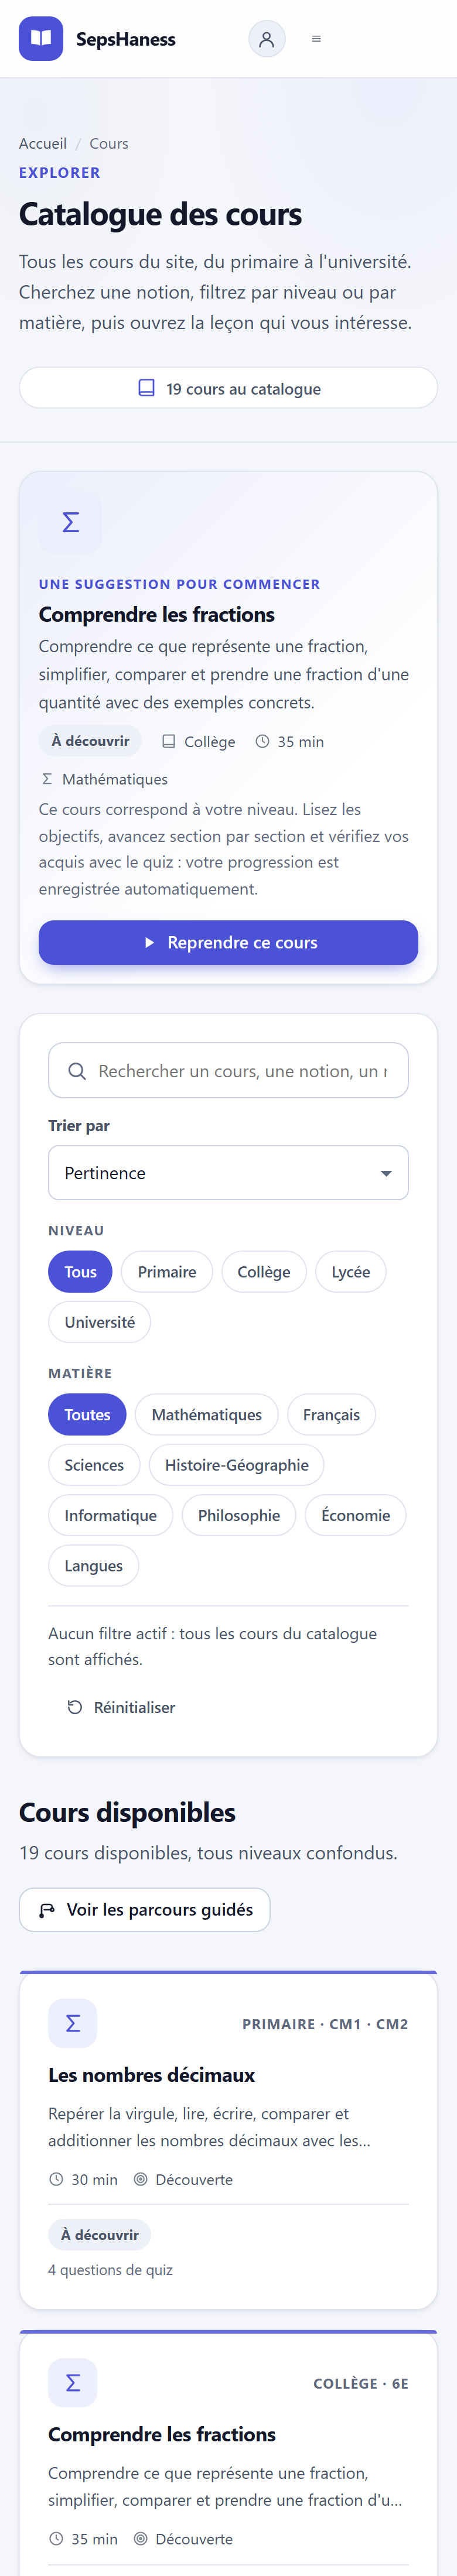 SepsHaness
Accueil / Cours
EXPLORER
Catalogue des cours
Tous les cours du site, du primaire à l'université.
Cherchez une notion, filtrez par niveau ou par
matière, puis ouvrez la leçon qui vous intéresse.
19 cours au catalogue
UNE SUGGESTION POUR COMMENCER
Comprendre les fractions
Comprendre ce que représente une fraction,
simplifier, comparer et prendre une fraction d'une
quantité avec des exemples concrets.
À découvrir Collège 35 min
Mathématiques
Ce cours correspond à votre niveau. Lisez les
objectifs, avancez section par section et vérifiez vos
acquis avec le quiz : votre progression est
enregistrée automatiquement.
Reprendre ce cours
Rechercher un cours, une notion, un
Trier par
Pertinence
NIVEAU
Tous Primaire Collège Lycée
Université
MATIÈRE
Toutes Mathématiques Français
Sciences Histoire-Géographie
Informatique Philosophie Économie
Langues
Aucun filtre actif : tous les cours du catalogue
sont affichés.
Réinitialiser
Cours disponibles
19 cours disponibles, tous niveaux confondus.
Voir les parcours guidés
PRIMAIRE · CM1 · CM2
Les nombres décimaux
Repérer la virgule, lire, écrire, comparer et
additionner les nombres décimaux avec les...
30 min Découverte
À découvrir
4 questions de quiz
COLLÈGE · 6E
Comprendre les fractions
Comprendre ce que représente une fraction,
simplifier, comparer et prendre une fraction d'u...
35 min Découverte